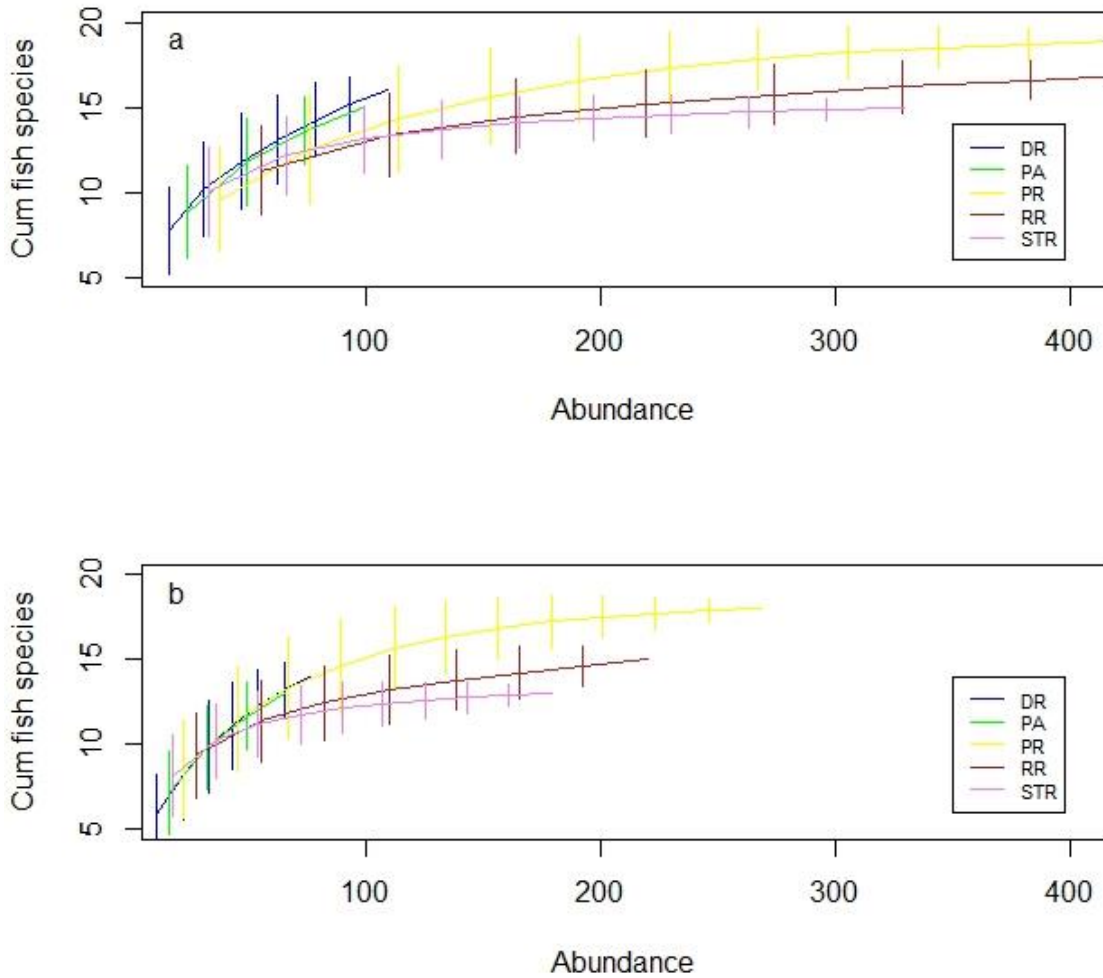 a
Cum fish species
20
15
10
5
DR
PA
PR
RR
STR
100 200 300 400
Abundance
b
Cum fish species
20
15
10
5
DR
PA
PR
RR
STR
100 200 300 400
Abundance